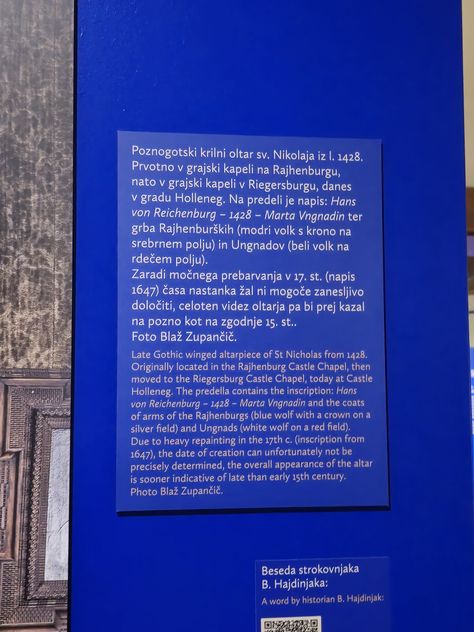 Poznogotski krilni oltar sv. Nikolaja iz l. 1428.
Prvotno v grajski kapeli na Rajhenburgu,
nato v grajski kapeli v Riegersburgu, danes
v gradu Holleneg. Na predeli je napis: Hans
von Reichenburg – 1428 – Marta Vngnadin ter
grba Rajhenburških (modri volk s krono na
srebrnem polju) in Ungnadov (beli volk na
rdečem polju).
Zaradi močnega prebarvanja v 17. st. (napis
1647) časa nastanka žal ni mogoče zanesljivo
določiti, celoten videz oltarja pa bi prej kazal
na pozno kot na zgodnje 15. st..
Foto Blaž Zupančič.
Late Gothic winged altarpiece of St Nicholas from 1428.
Originally located in the Rajhenburg Castle Chapel, then
moved to the Riegersburg Castle Chapel, today at Castle
Holleneg. The predella contains the inscription: Hans
von Reichenburg – 1428 – Marta Vngnadin and the coats
of arms of the Rajhenburgs (blue wolf with a crown on a
silver field) and Ungnads (white wolf on a red field).
Due to heavy repainting in the 17th c. (inscription from
1647), the date of creation can unfortunately not be
precisely determined, the overall appearance of the altar
is sooner indicative of late than early 15th century.
Photo Blaž Zupančič.
Beseda strokovnjaka
B. Hajdinjaka:
A word by historian B. Hajdinjak: